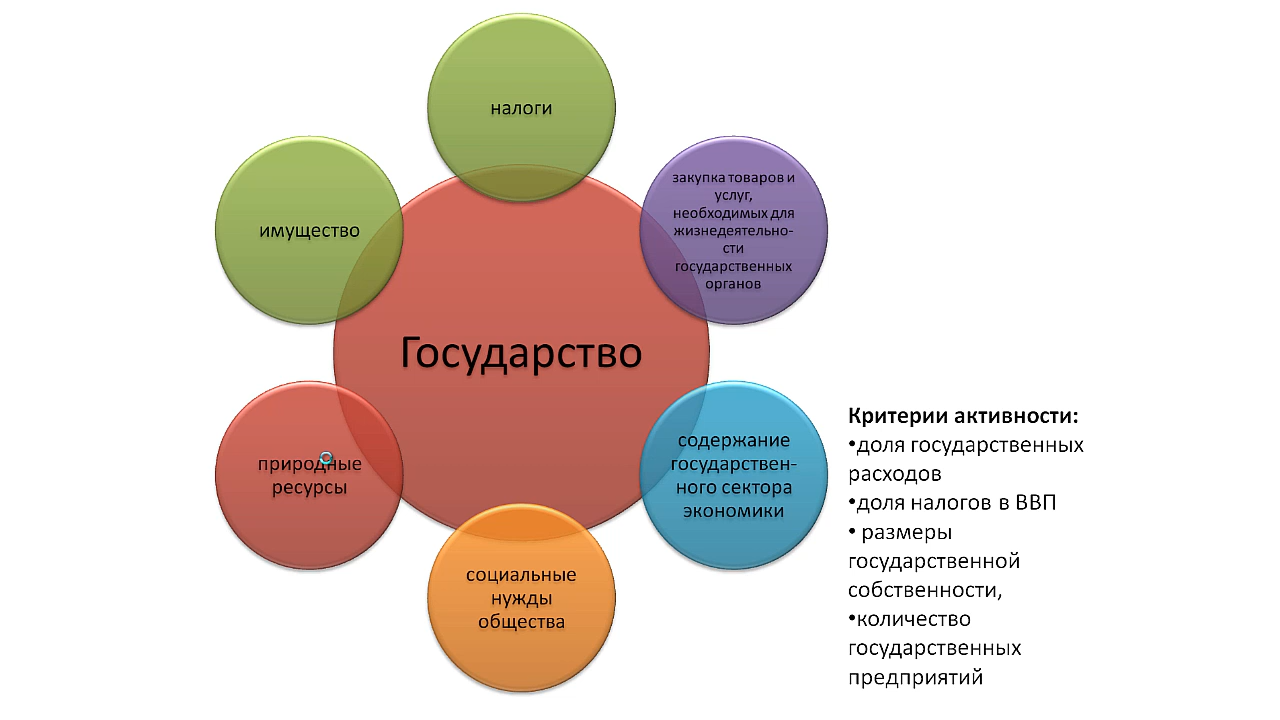 налоги
закупка товаров и
услуг,
необходимых для
жизнедеятельно-
сти
государственных
органов
имущество
Государство
содержание
государствен-
ного сектора
экономики
природные
ресурсы
социальные
нужды
общества
Критерии активности:
•доля государственных
расходов
•доля налогов в ВВП
• размеры
государственной
собственности,
•количество
государственных
предприятий